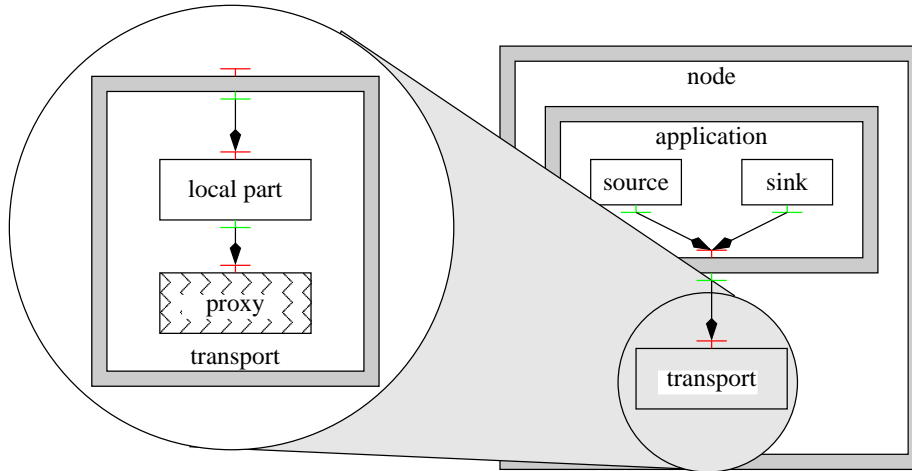 local part
proxy
transport
node
application
source
sink
transport